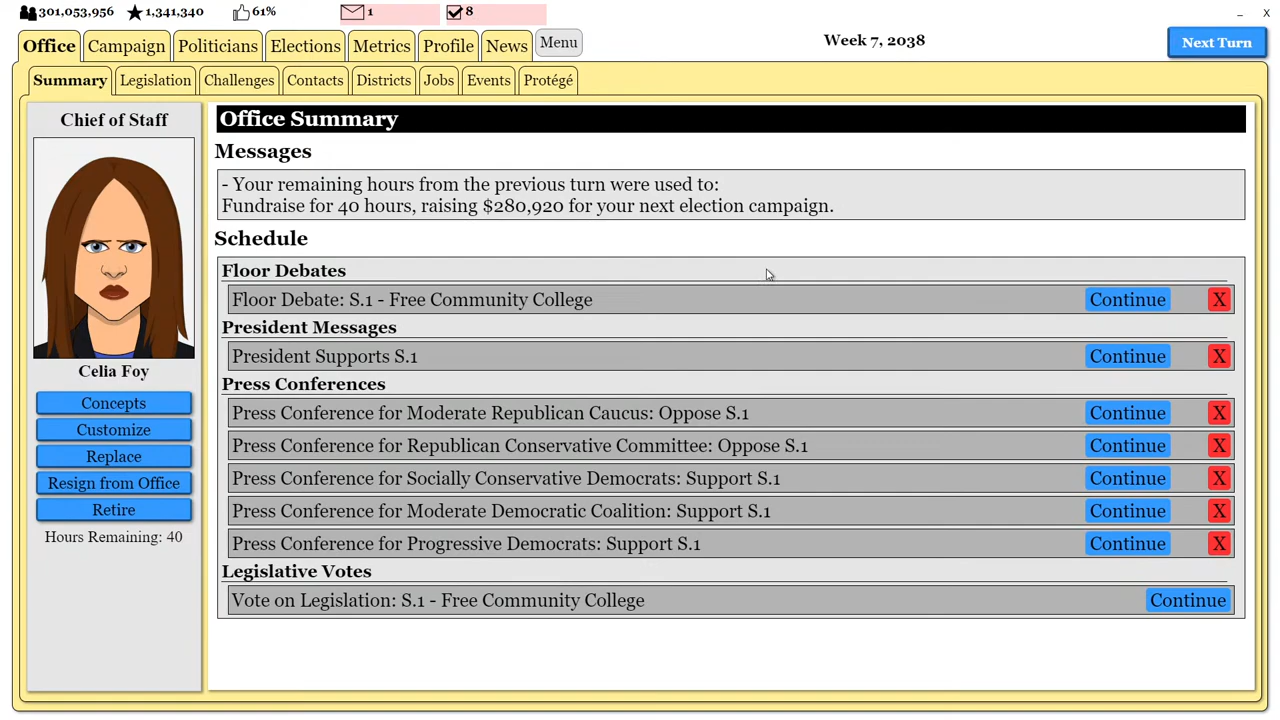 301,053,956 1,341,340 61% 1 8
Office Campaign Politicians Elections Metrics Profile News Menu Week 7, 2038 Next Turn
Summary Legislation Challenges Contacts Districts Jobs Events Protégé
Chief of Staff
Celia Foy
Concepts
Customize
Replace
Resign from Office
Retire
Hours Remaining: 40
Office Summary
Messages
- Your remaining hours from the previous turn were used to:
Fundraise for 40 hours, raising $280,920 for your next election campaign.
Schedule
Floor Debates
Floor Debate: S.1 - Free Community College Continue X
President Messages
President Supports S.1 Continue X
Press Conferences
Press Conference for Moderate Republican Caucus: Oppose S.1 Continue X
Press Conference for Republican Conservative Committee: Oppose S.1 Continue X
Press Conference for Socially Conservative Democrats: Support S.1 Continue X
Press Conference for Moderate Democratic Coalition: Support S.1 Continue X
Press Conference for Progressive Democrats: Support S.1 Continue X
Legislative Votes
Vote on Legislation: S.1 - Free Community College Continue